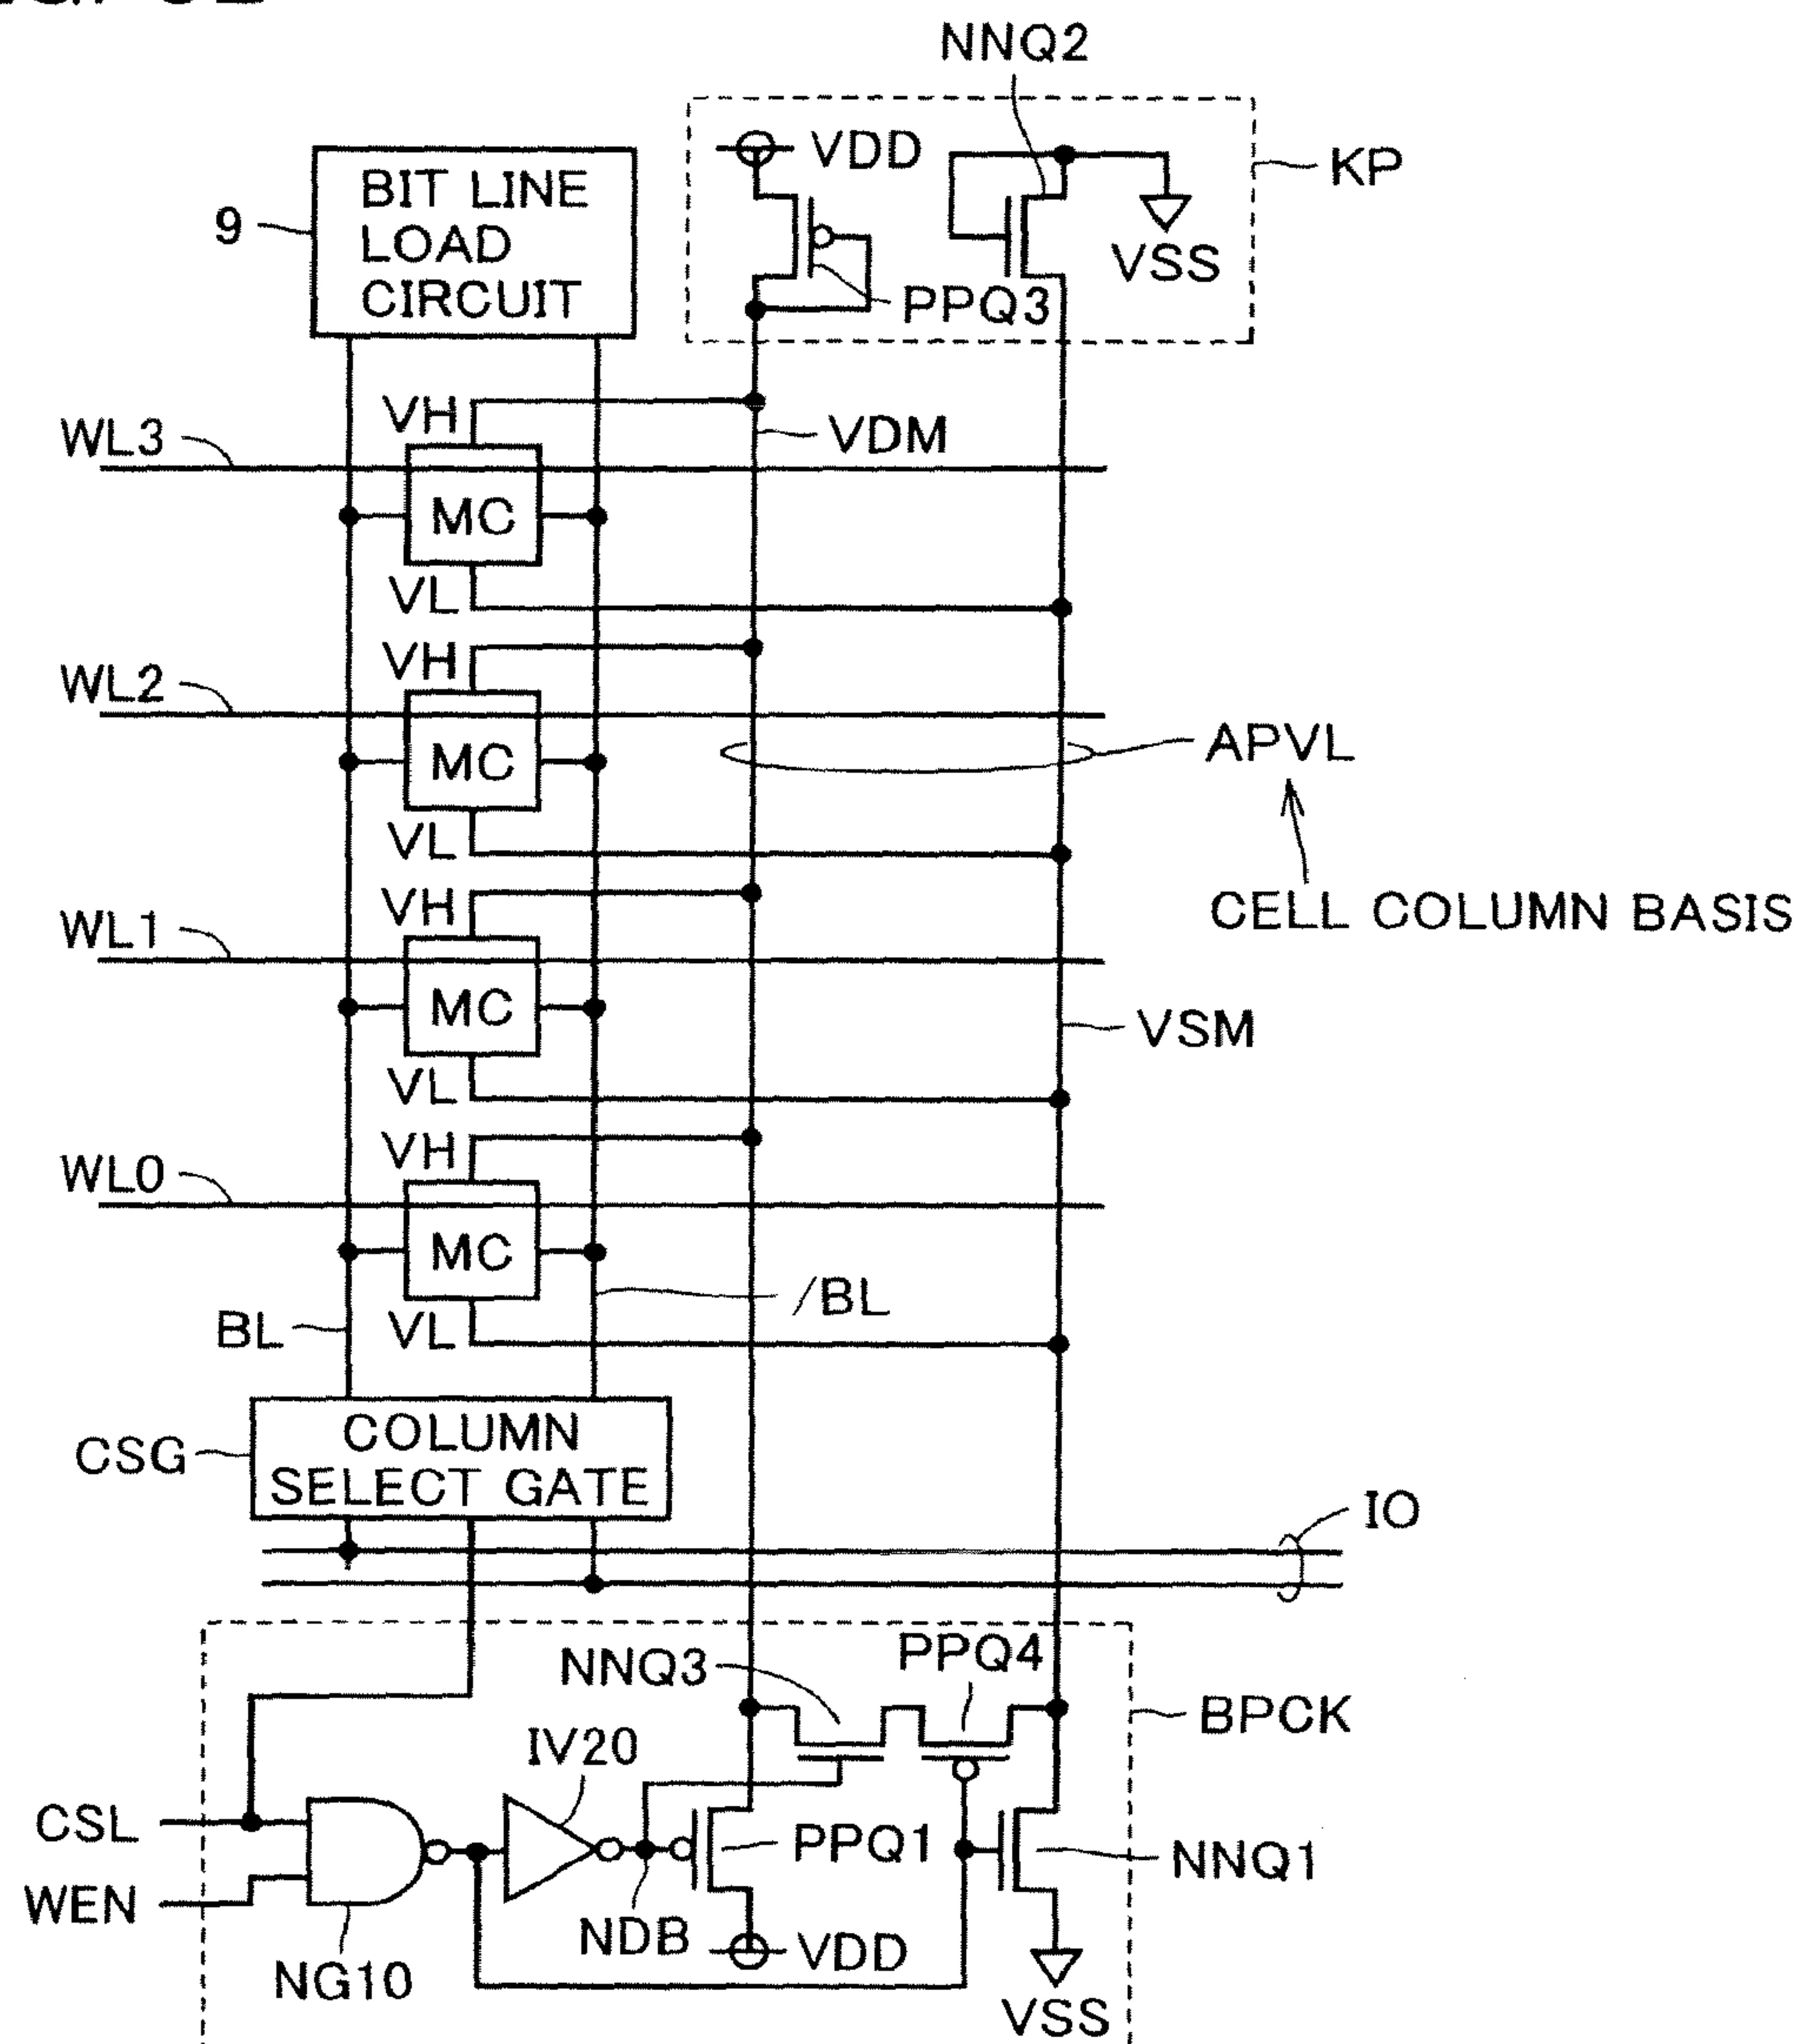 NNQ2
VDD
KP
BIT LINE
LOAD
CIRCUIT
9
VSS
PPQ3
VH
WL3
VDM
MC
VL
VH
WL2
MC
APVL
VL
VH
CELL COLUMN BASIS
WL1
MC
VSM
VL
VH
WL0
MC
/BL
BL
VL
COLUMN
SELECT GATE
CSG
IO
NNQ3
PPQ4
BPCK
IV20
CSL
PPQ1
NNQ1
WEN
NDB
VDD
NG10
VSS